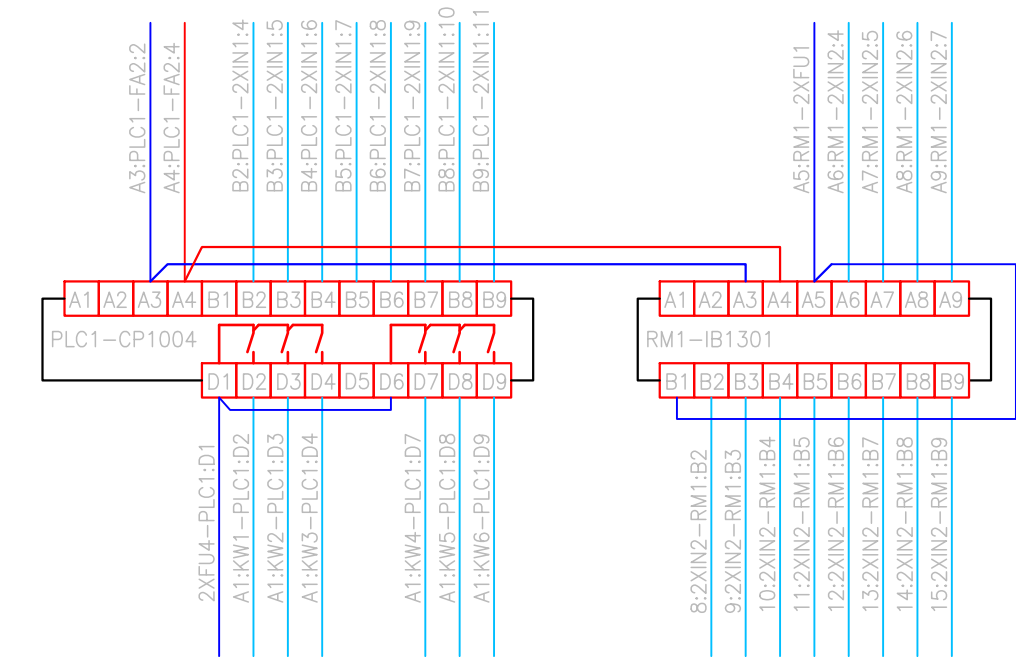 A3:PLC1-FA2:2
A4:PLC1-FA2:4
B2:PLC1-2XIN1:4
B3:PLC1-2XIN1:5
B4:PLC1-2XIN1:6
B5:PLC1-2XIN1:7
B6:PLC1-2XIN1:8
B7:PLC1-2XIN1:9
B8:PLC1-2XIN1:10
B9:PLC1-2XIN1:11
A5:RM1-2XFU1
A6:RM1-2XIN2:4
A7:RM1-2XIN2:5
A8:RM1-2XIN2:6
A9:RM1-2XIN2:7
A1 A2 A3 A4 B1 B2 B3 B4 B5 B6 B7 B8 B9
PLC1-CP1004
D1 D2 D3 D4 D5 D6 D7 D8 D9
A1 A2 A3 A4 A5 A6 A7 A8 A9
RM1-IB1301
B1 B2 B3 B4 B5 B6 B7 B8 B9
2XFU4-PLC1:D1
A1:KW1-PLC1:D2
A1:KW2-PLC1:D3
A1:KW3-PLC1:D4
A1:KW4-PLC1:D7
A1:KW5-PLC1:D8
A1:KW6-PLC1:D9
8:2XIN2-RM1:B2
9:2XIN2-RM1:B3
10:2XIN2-RM1:B4
11:2XIN2-RM1:B5
12:2XIN2-RM1:B6
13:2XIN2-RM1:B7
14:2XIN2-RM1:B8
15:2XIN2-RM1:B9